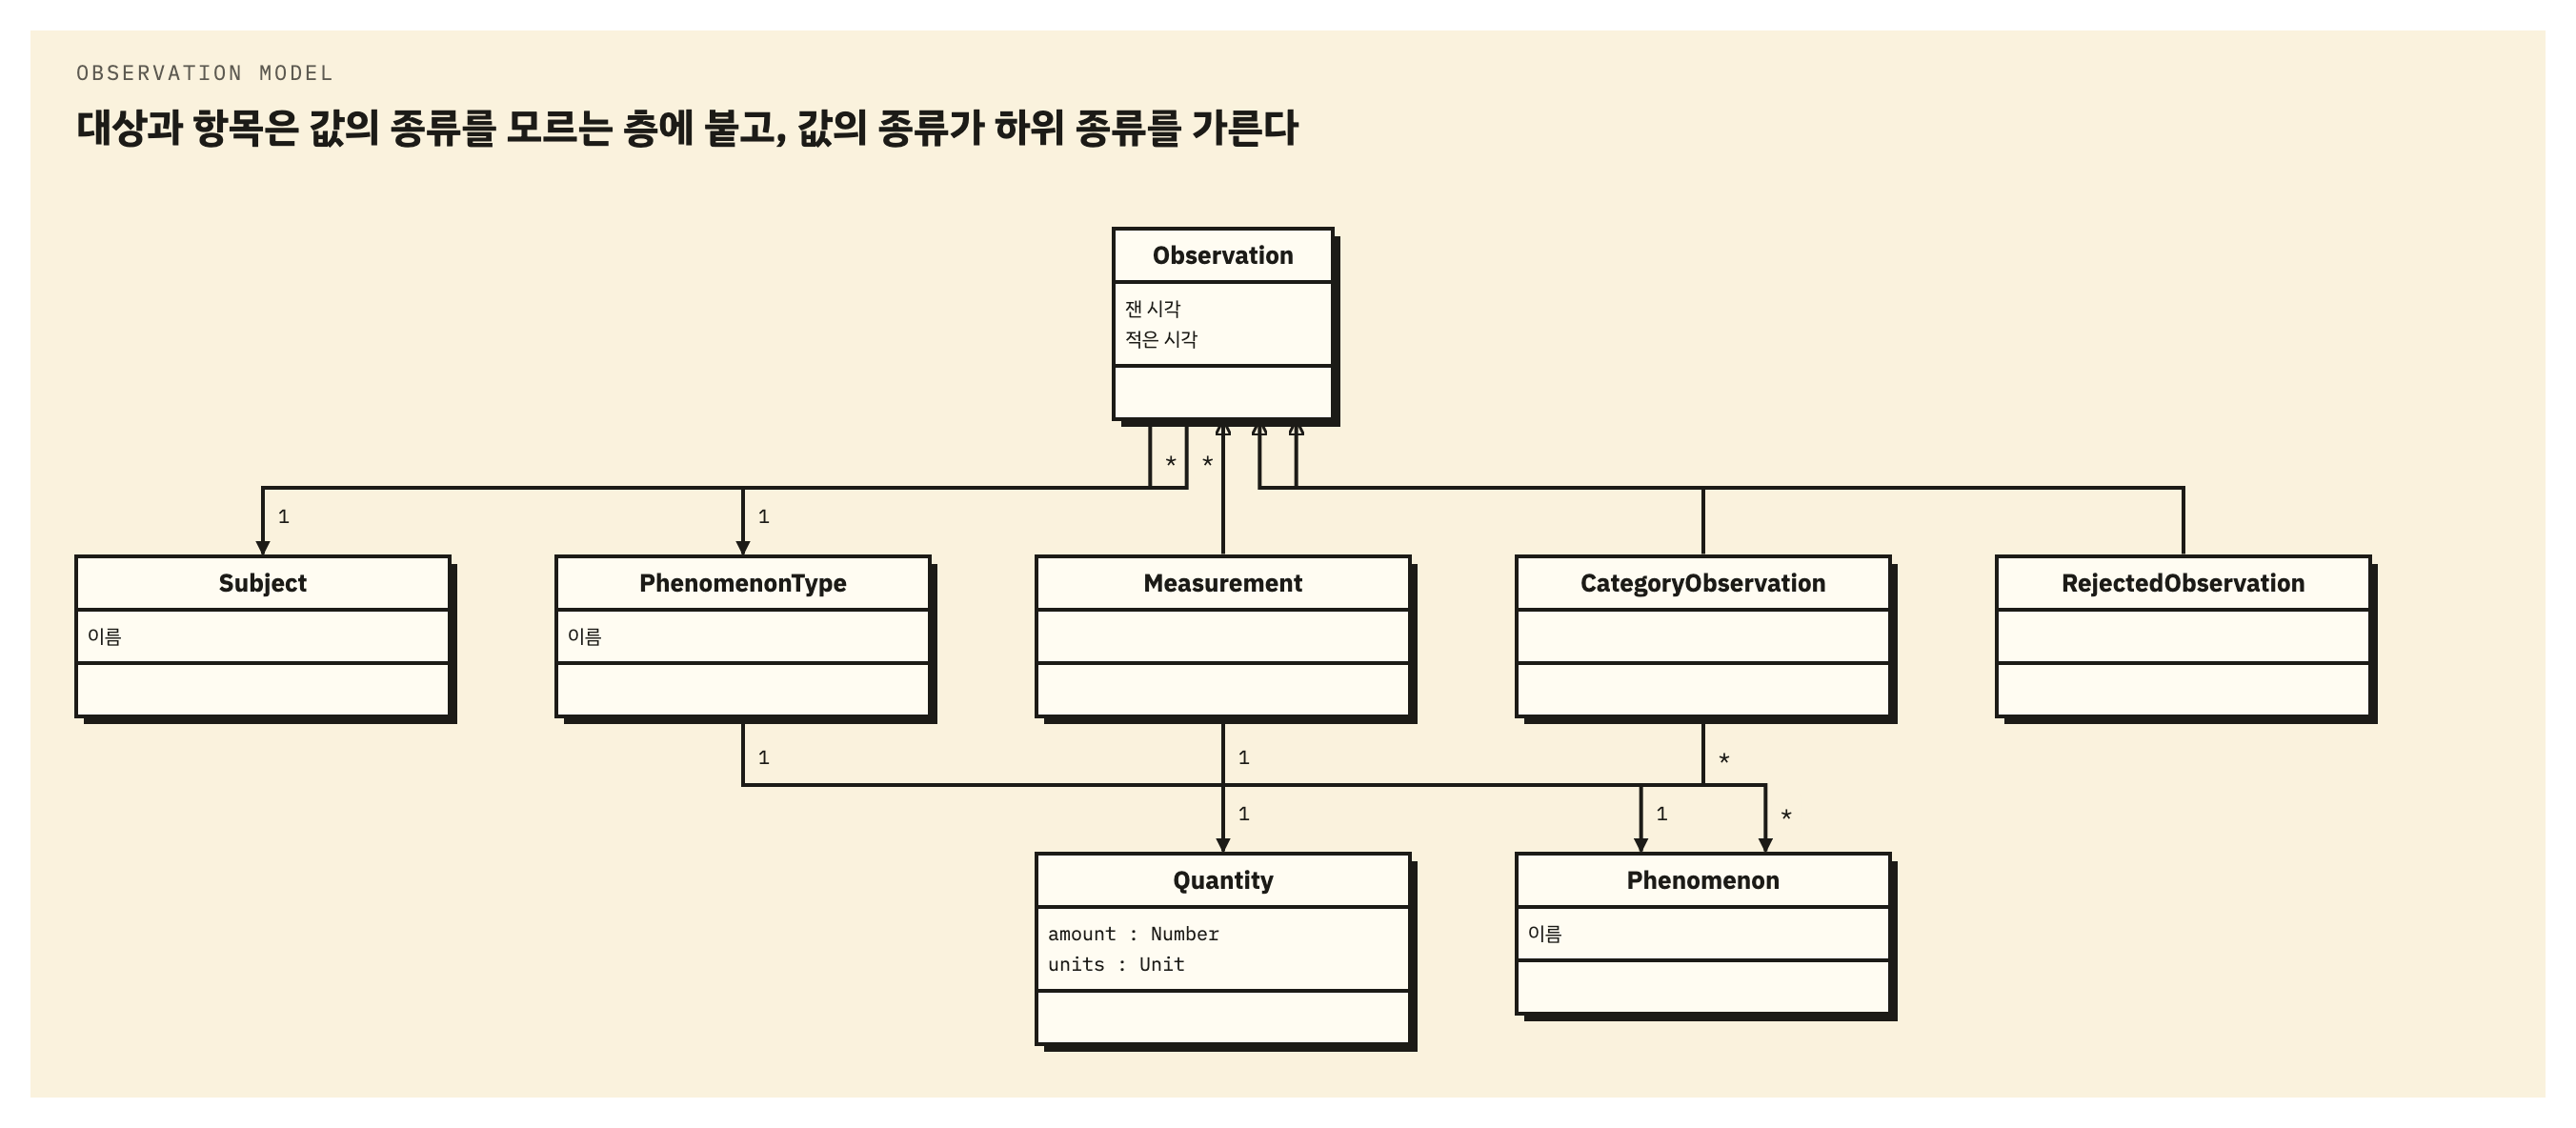 OBSERVATION MODEL
대상과 항목은 값의 종류를 모르는 층에 붙고, 값의 종류가 하위 종류를 가른다
Observation
잰 시각
적은 시각
* *
1 1
Subject
이름
PhenomenonType
이름
Measurement
CategoryObservation
RejectedObservation
1 1 *
1 1 *
Quantity
amount : Number
units : Unit
Phenomenon
이름